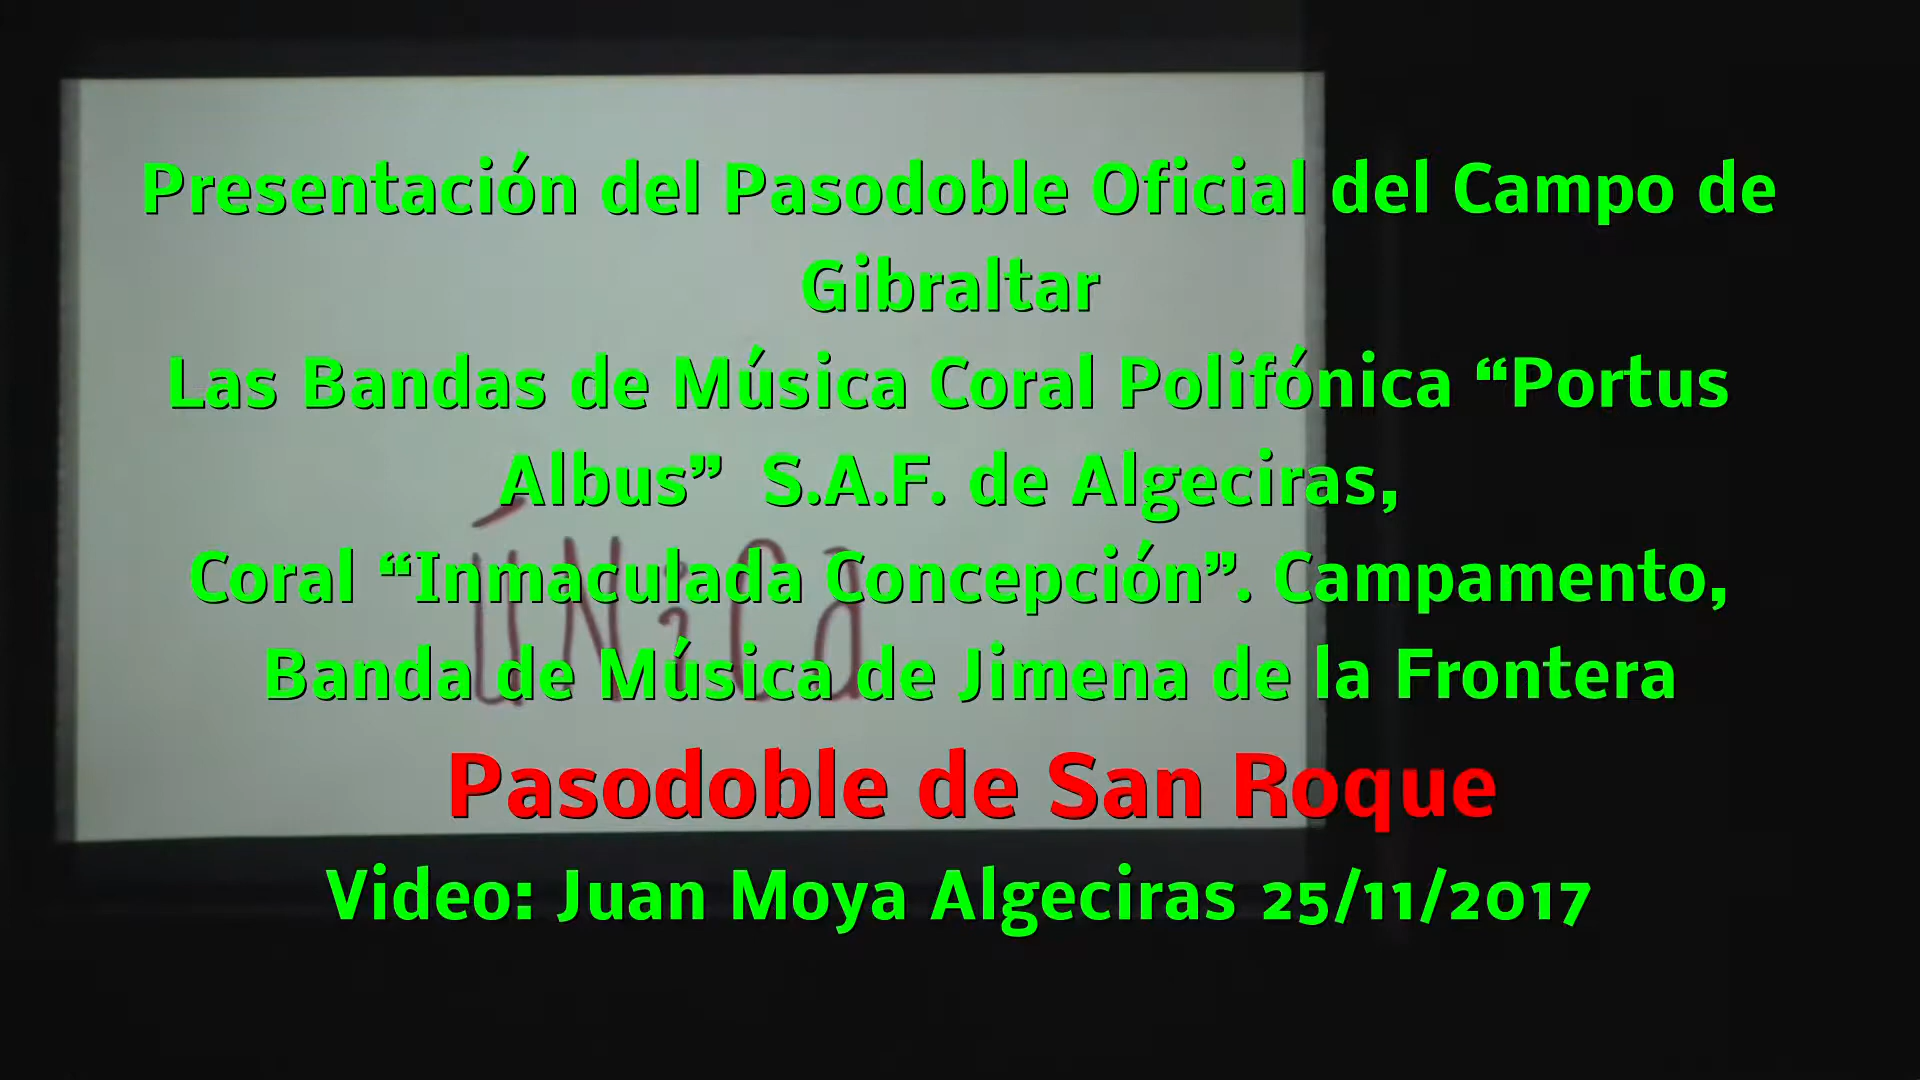 Presentación del Pasodoble Oficial del Campo de
Gibraltar
Las Bandas de Música Coral Polifónica “Portus
Albus” S.A.F. de Algeciras,
ÚNiCa
Coral “Inmaculada Concepción”. Campamento,
Banda de Música de Jimena de la Frontera
Pasodoble de San Roque
Video: Juan Moya Algeciras 25/11/2017